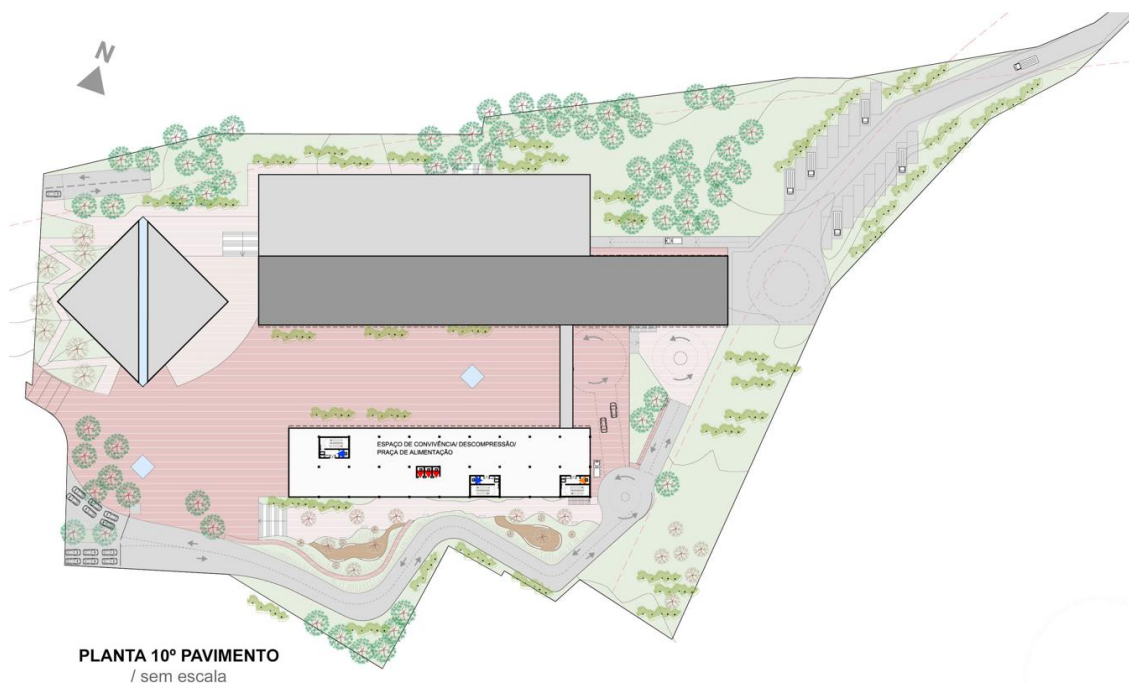 N
ESPAÇO DE CONVIVÊNCIA/ DESCOMPRESSÃO/
PRAÇA DE ALIMENTAÇÃO
PLANTA 10º PAVIMENTO
/ sem escala